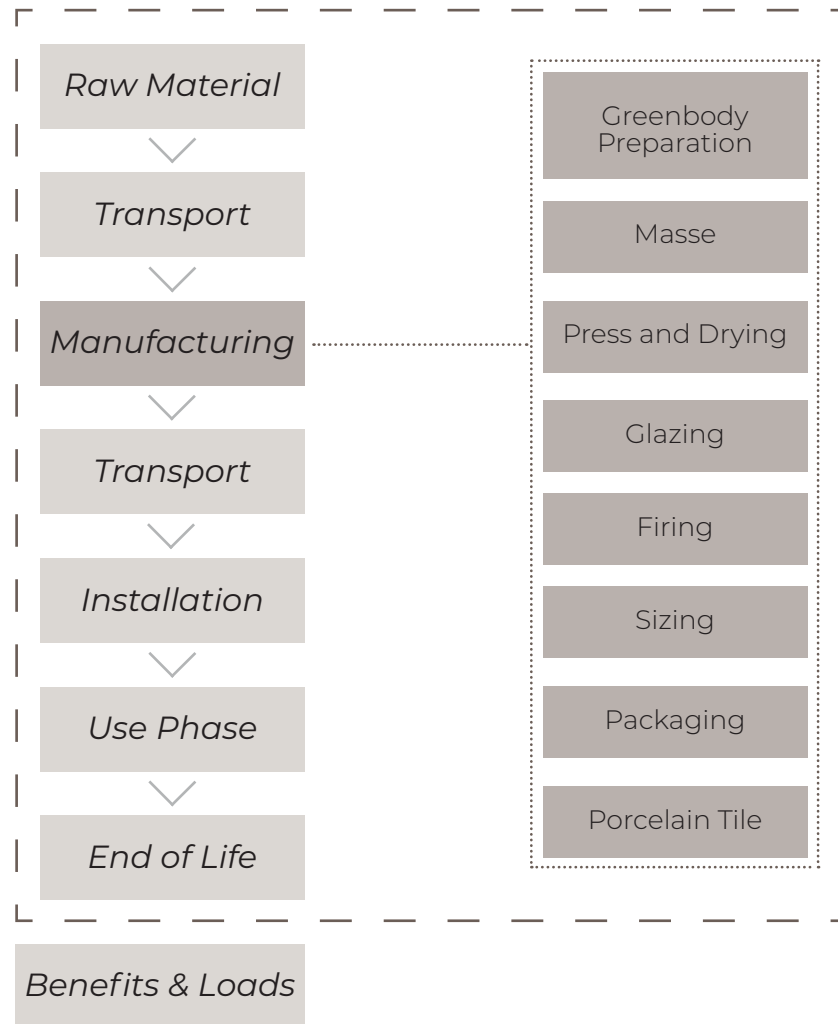 Raw Material
Transport
Manufacturing
Transport
Installation
Use Phase
End of Life
Benefits & Loads
Greenbody
Preparation
Masse
Press and Drying
Glazing
Firing
Sizing
Packaging
Porcelain Tile